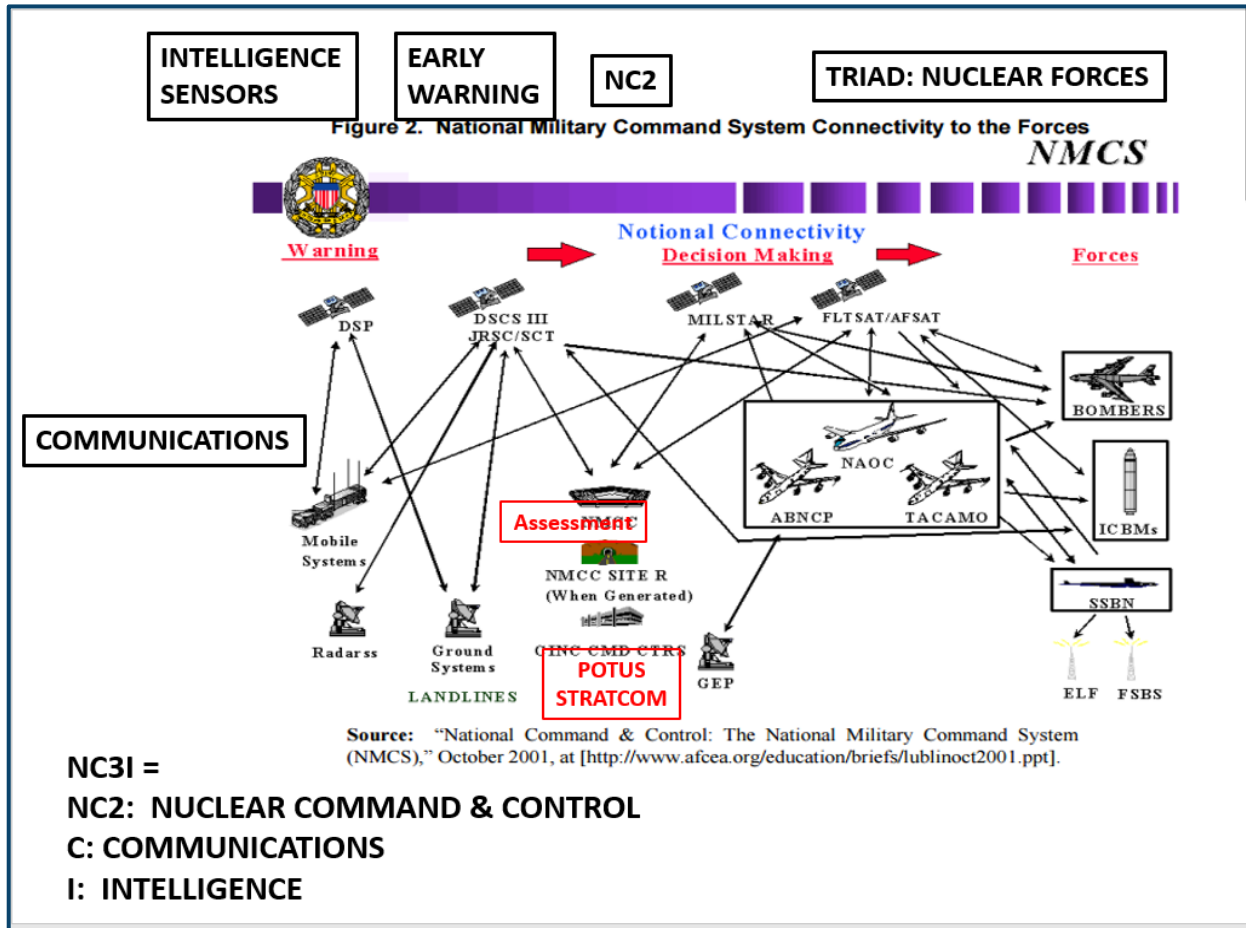 INTELLIGENCE
SENSORS
EARLY
WARNING
NC2
TRIAD: NUCLEAR FORCES
Figure 2. National Military Command System Connectivity to the Forces
NMCS
Notional Connectivity
Warning
Decision Making
Forces
DSP
DSCS III
JRSC/SCT
MILSTAR
FLTSAT/AFSAT
BOMBERS
COMMUNICATIONS
NAOC
ABNCP
TACAMO
ICBMs
Assessment
NMCC
Mobile
Systems
NMCC SITE R
(When Generated)
SSBN
Radarss
Ground
Systems
CINC CMD CTRS
GEP
ELF
FSBS
LANDLINES
POTUS
STRATCOM
Source: “National Command & Control: The National Military Command System
(NMCS),” October 2001, at [http://www.afcea.org/education/briefs/lublinoct2001.ppt].
NC3I =
NC2: NUCLEAR COMMAND & CONTROL
C: COMMUNICATIONS
I: INTELLIGENCE